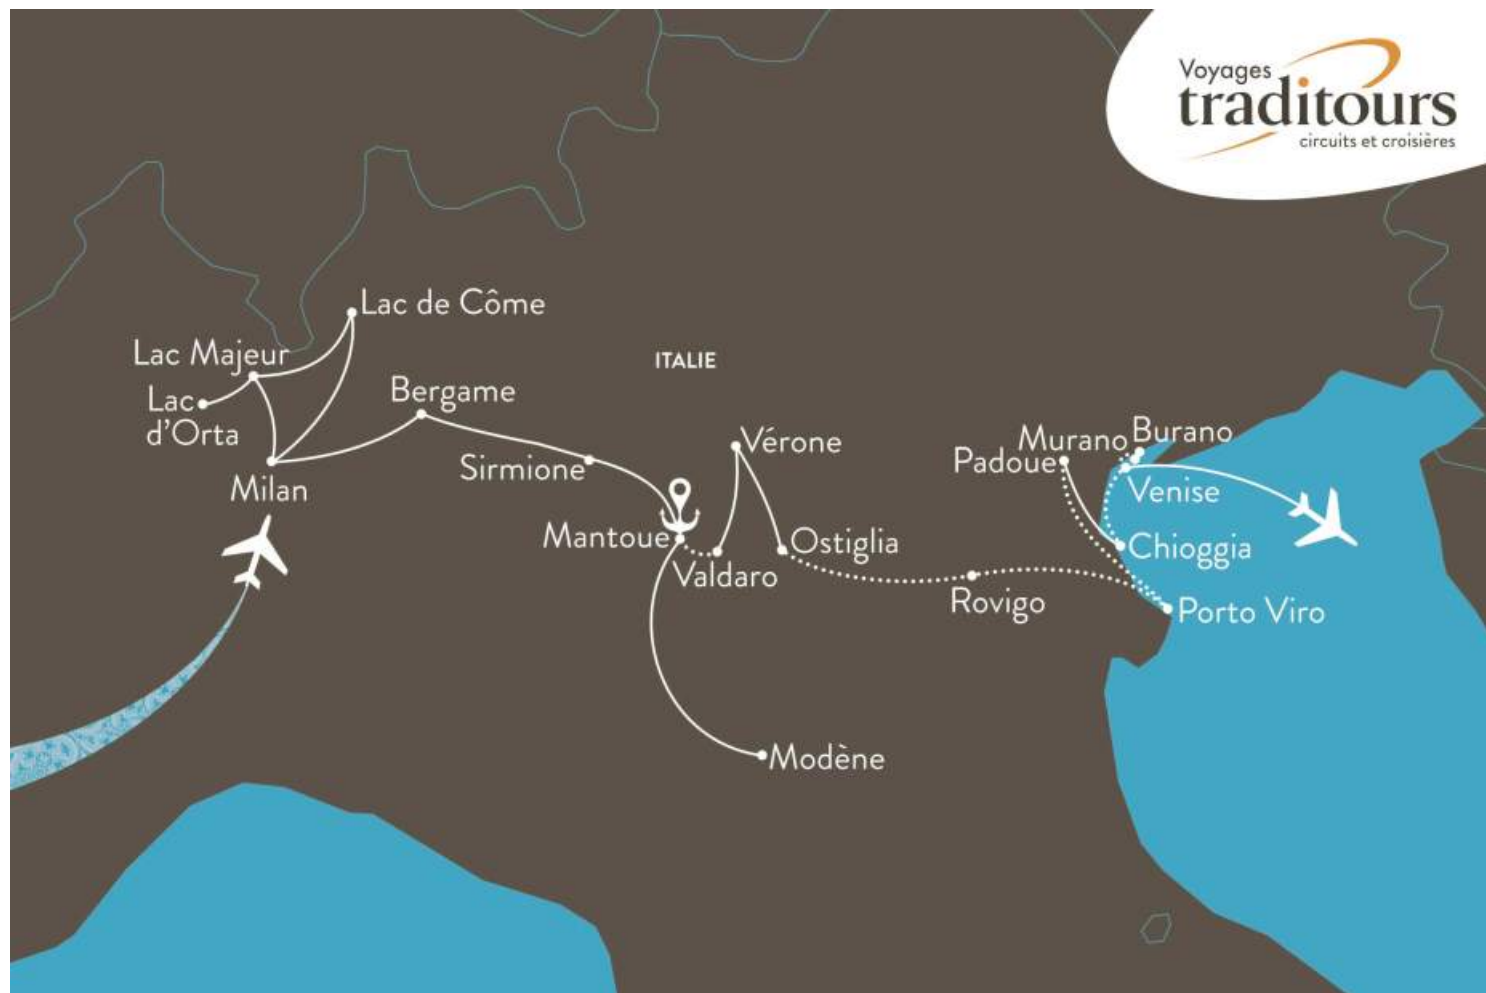 Voyages
traditours
circuits et croisières
Lac de Côme
Lac Majeur
ITALIE
Lac
d'Orta
Bergame
Vérone
Murano
Burano
Sirmione
Padoue
Milan
Venise
Mantoue
Ostiglia
Chioggia
Valdaro
Rovigo
Porto Viro
Modène